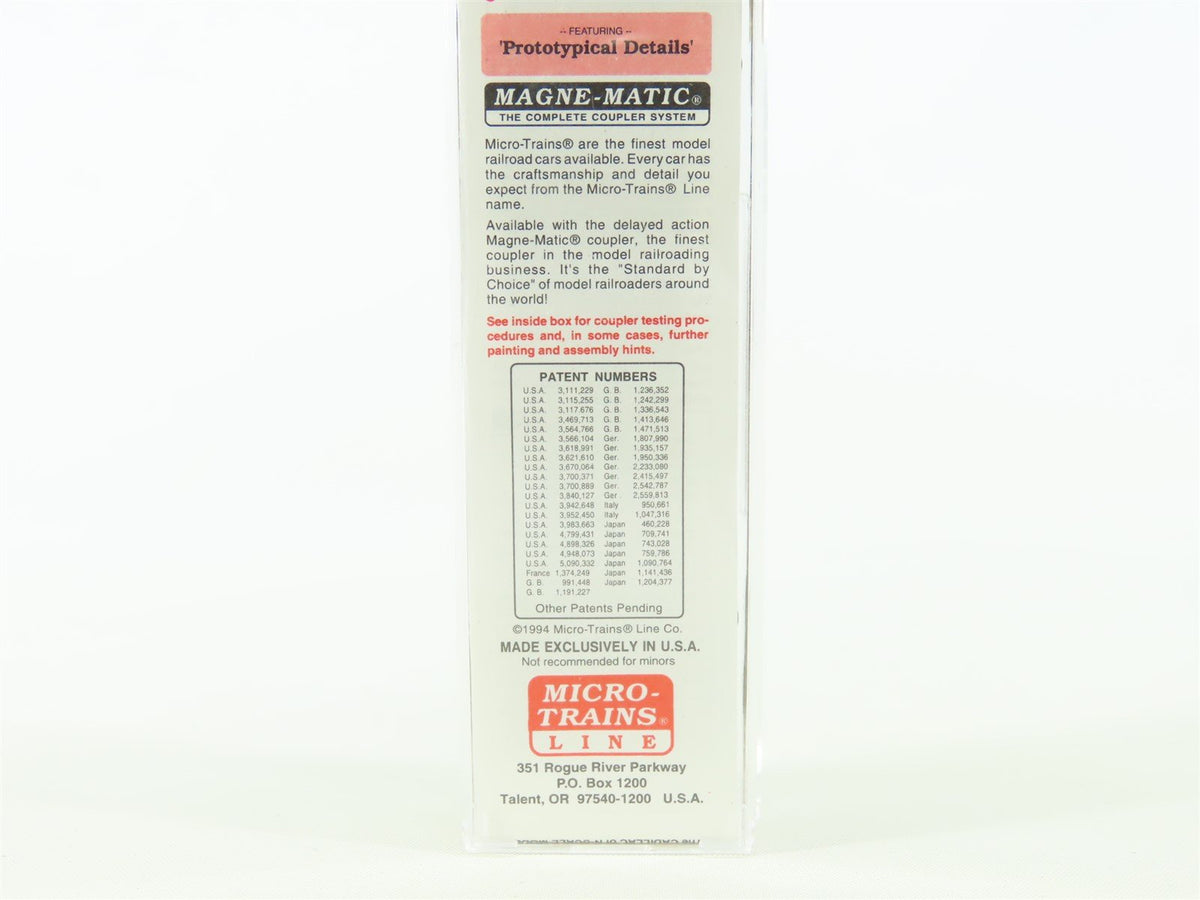 -- FEATURING --
'Prototypical Details'
MAGNE-MATIC®
THE COMPLETE COUPLER SYSTEM
Micro-Trains® are the finest model
railroad cars available. Every car has
the craftsmanship and detail you
expect from the Micro-Trains® Line
name.
Available with the delayed action
Magne-Matic® coupler, the finest
coupler in the model railroading
business. It's the "Standard by
Choice" of model railroaders around
the world!
See inside box for coupler testing pro-
cedures and, in some cases, further
painting and assembly hints.
PATENT NUMBERS
U.S.A. 3,111,229 G. B. 1,236,352
U.S.A. 3,115,255 G. B. 1,242,299
U.S.A. 3,117,676 G. B. 1,336,543
U.S.A. 3,469,713 G. B. 1,413,646
U.S.A. 3,564,766 G. B. 1,471,513
U.S.A. 3,566,104 Ger. 1,807,990
U.S.A. 3,618,991 Ger. 1,935,157
U.S.A. 3,621,610 Ger. 1,950,336
U.S.A. 3,670,064 Ger. 2,233,080
U.S.A. 3,700,371 Ger. 2,415,497
U.S.A. 3,700,889 Ger. 2,542,787
U.S.A. 3,840,127 Ger 2,559,813
U.S.A. 3,942,648 Italy 950,661
U.S.A. 3,952,450 Italy 1,047,316
U.S.A. 3,983,663 Japan 460,228
U.S.A. 4,799,431 Japan 709,741
U.S.A. 4,898,326 Japan 743,028
U.S.A. 4,948,073 Japan 759,786
U.S.A. 5,090,332 Japan 1,090,764
France 1,374,249 Japan 1,141,436
G. B. 991,448 Japan 1,204,377
G. B. 1,191,227
Other Patents Pending
©1994 Micro-Trains® Line Co.
MADE EXCLUSIVELY IN U.S.A.
Not recommended for minors
MICRO-
TRAINS®
LINE
351 Rogue River Parkway
P.O. Box 1200
Talent, OR 97540-1200 U.S.A.